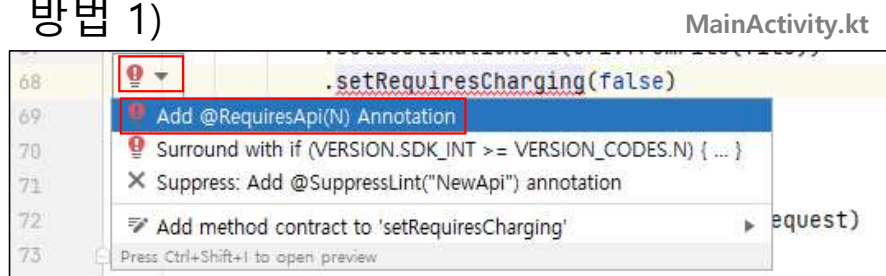 방법 1)
MainActivity.kt
68 .setRequiresCharging(false)
69 Add @RequiresApi(N) Annotation
70 Surround with if (VERSION.SDK_INT >= VERSION_CODES.N) { ... }
71 Suppress: Add @SuppressLint("NewApi") annotation
72 Add method contract to 'setRequiresCharging' equest)
73 Press Ctrl+Shift+I to open preview